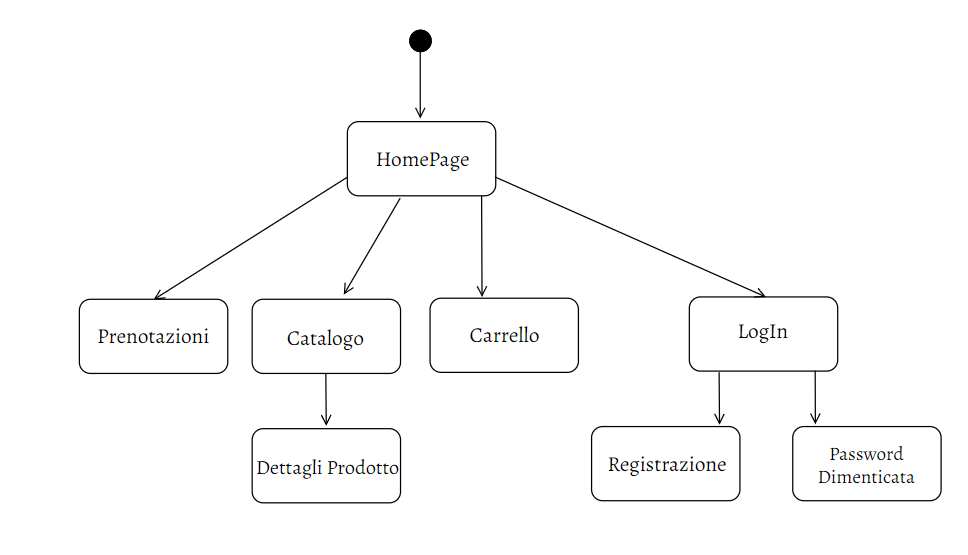 HomePage
Prenotazioni
Catalogo
Carrello
LogIn
Dettagli Prodotto
Registrazione
Password
Dimenticata